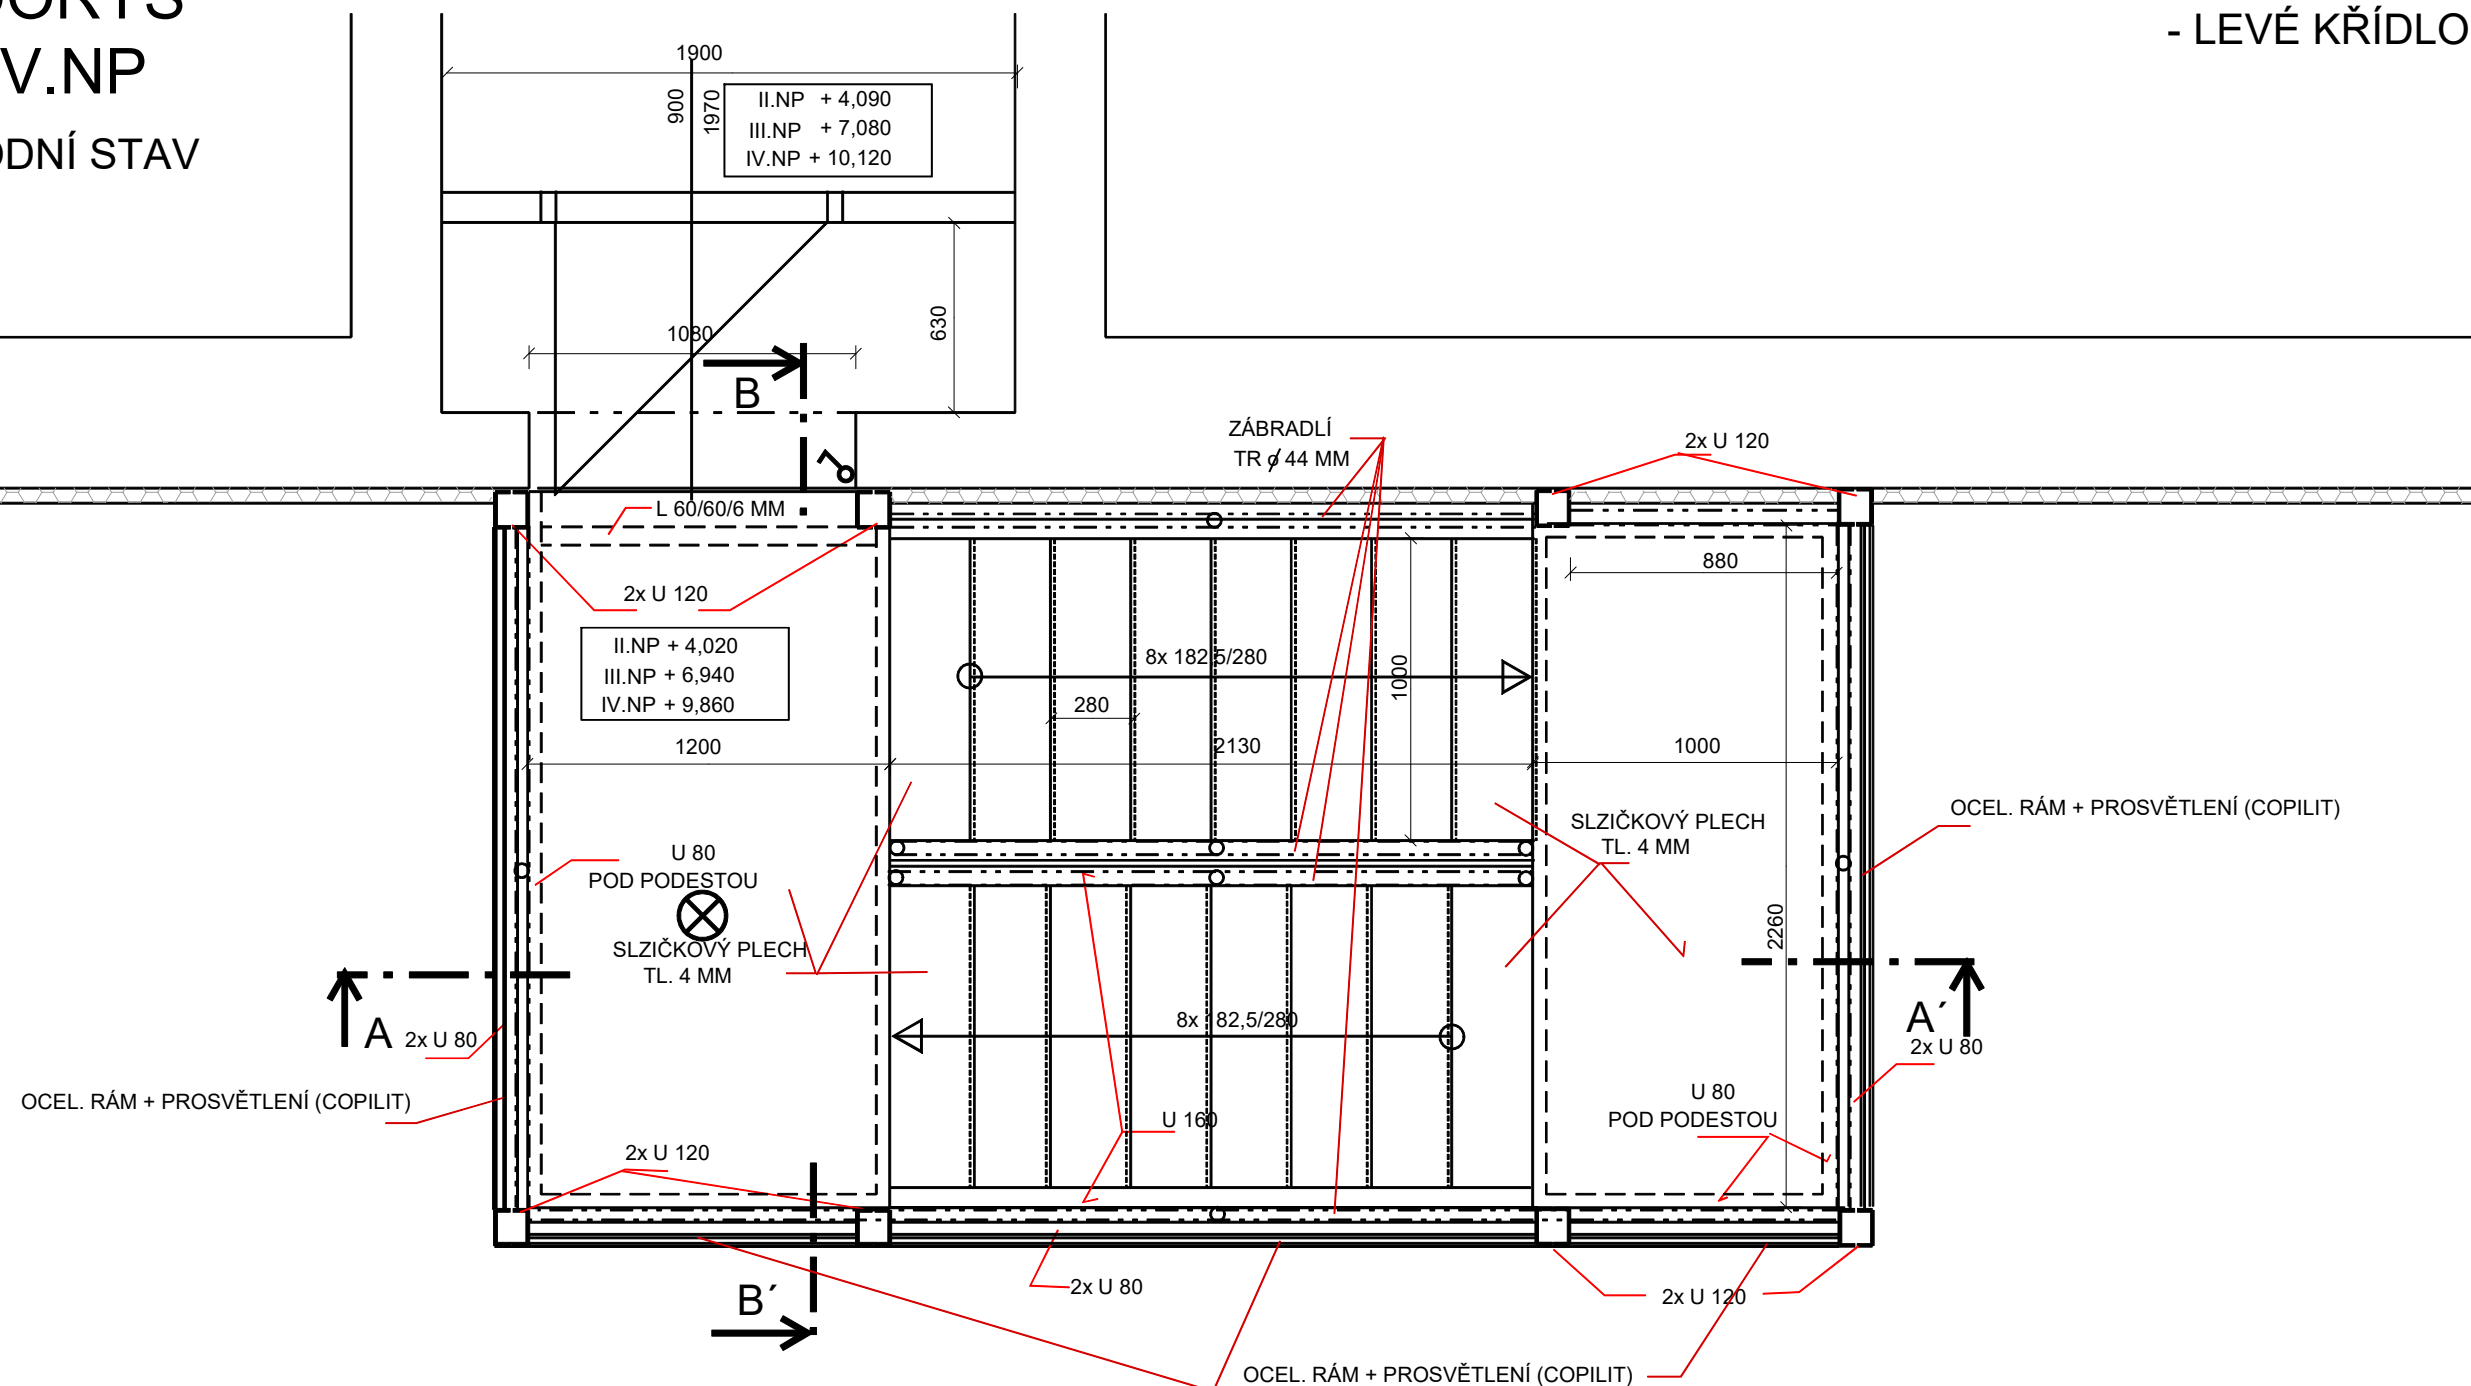 V.NP
- LEVÉ KŘÍDLO
1900
900
1970
II.NP + 4,090
III.NP + 7,080
IV.NP + 10,120
STAV
630
1080
B
ZÁBRADLÍ
TR ø 44 MM
2x U 120
L 60/60/6 MM
880
2x U 120
II.NP + 4,020
III.NP + 6,940
IV.NP + 9,860
8x 182,5/280
1000
280
1200
2130
1000
OCEL. RÁM + PROSVĚTLENÍ (COPILIT)
SLZIČKOVÝ PLECH
TL. 4 MM
U 80
POD PODESTOU
2260
SLZIČKOVÝ PLECH
TL. 4 MM
A
2x U 80
8x 182,5/280
A´
2x U 80
OCEL. RÁM + PROSVĚTLENÍ (COPILIT)
U 80
POD PODESTOU
U 160
2x U 120
B´
2x U 80
2x U 120
OCEL. RÁM + PROSVĚTLENÍ (COPILIT)